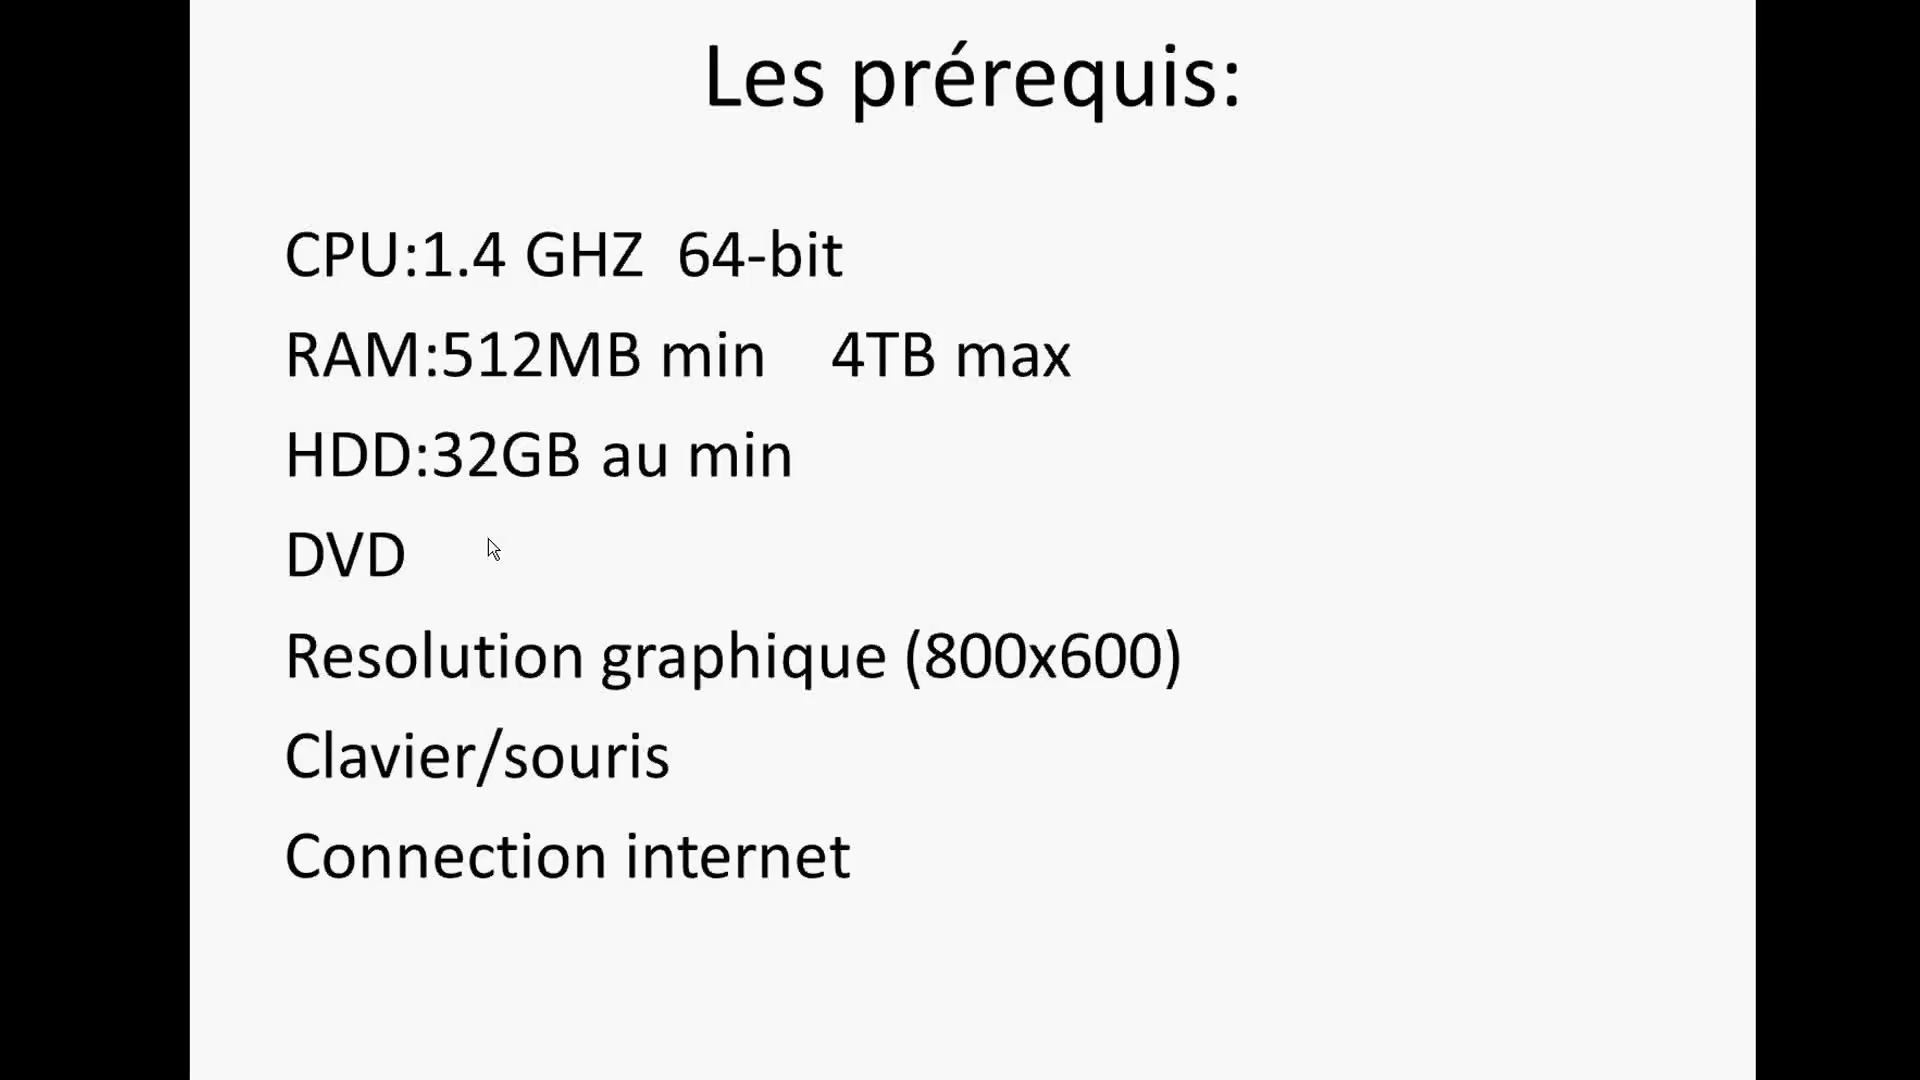 Les prérequis:
CPU:1.4 GHZ  64-bit
RAM:512MB min    4TB max
HDD:32GB au min
DVD
Resolution graphique (800x600)
Clavier/souris
Connection internet